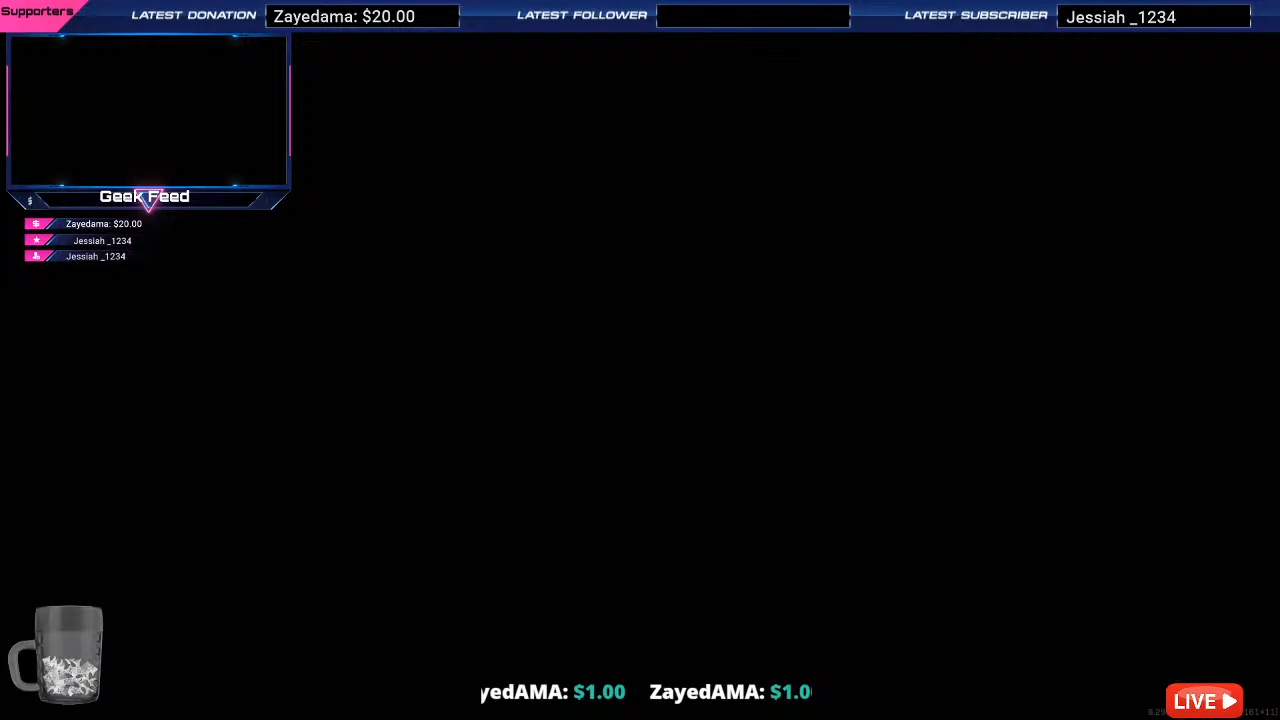 Supporters
LATEST DONATION Zayedama: $20.00 LATEST FOLLOWER LATEST SUBSCRIBER Jessiah _1234
$ Geek Feed
$ Zayedama: $20.00
Jessiah _1234
Jessiah _1234
yedAMA: $1.00 ZayedAMA: $1.0
LIVE